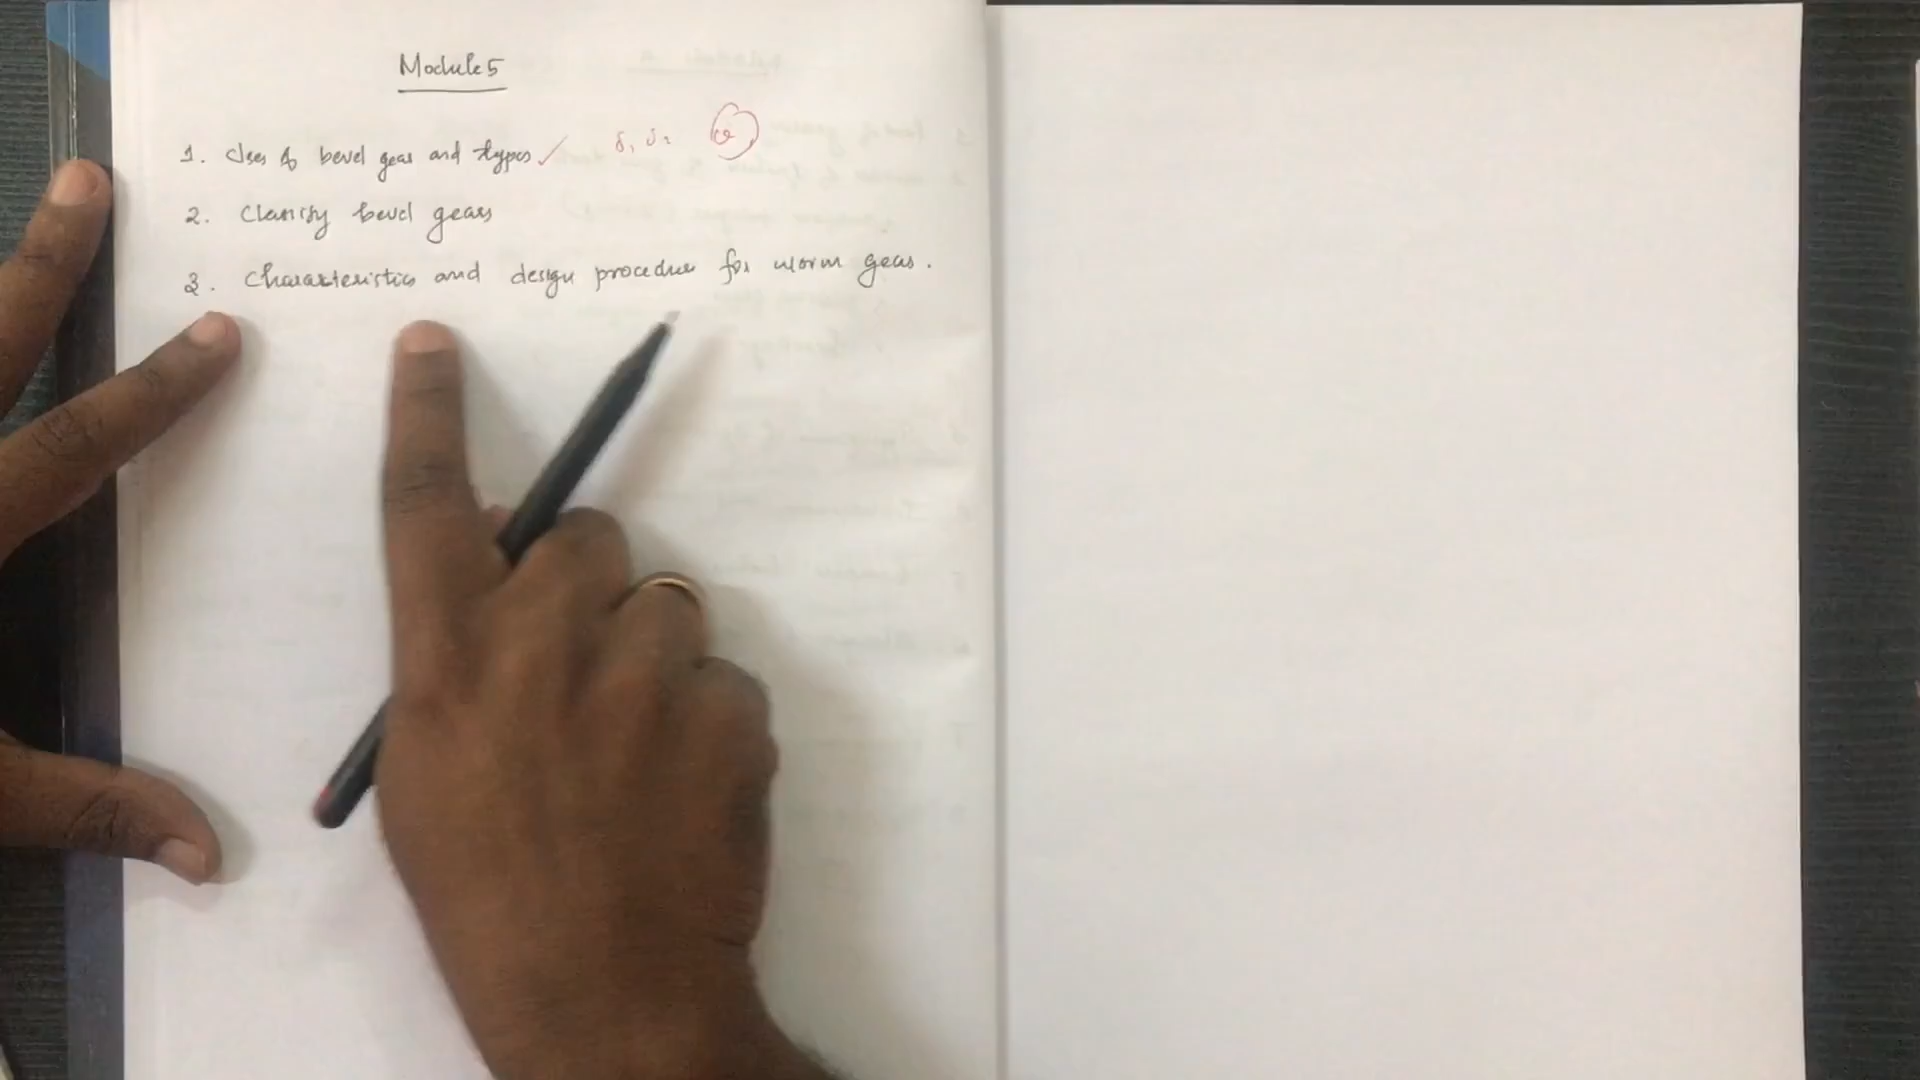 Module 5
1. Uses of bevel gear and types ✓ δ, δ2
2. Classify bevel gears
3. Characteristics and design procedure for worm gears.